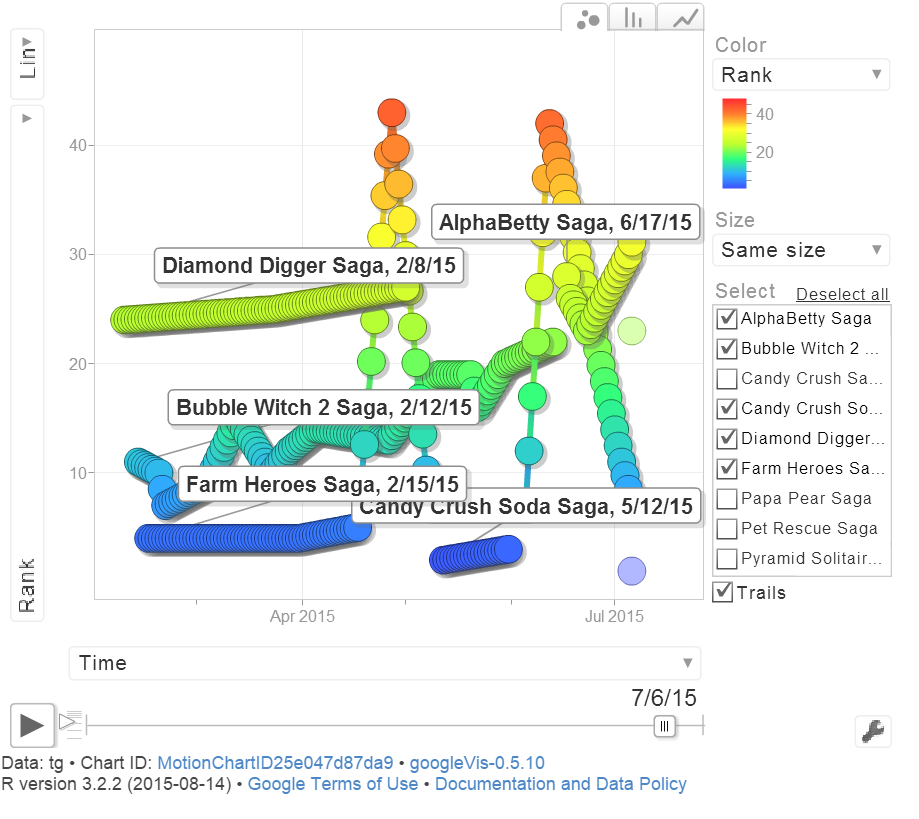 Lin
Color
Rank
40
20
40
30
20
10
AlphaBetty Saga, 6/17/15
Diamond Digger Saga, 2/8/15
Bubble Witch 2 Saga, 2/12/15
Farm Heroes Saga, 2/15/15
Candy Crush Soda Saga, 5/12/15
Rank
Apr 2015
Jul 2015
Size
Same size
Select Deselect all
AlphaBetty Saga
Bubble Witch 2 ...
Candy Crush Sa...
Candy Crush So...
Diamond Digger...
Farm Heroes Sa...
Papa Pear Saga
Pet Rescue Saga
Pyramid Solitair...
Trails
Time
7/6/15
Data: tg • Chart ID: MotionChartID25e047d87da9 • googleVis-0.5.10
R version 3.2.2 (2015-08-14) • Google Terms of Use • Documentation and Data Policy